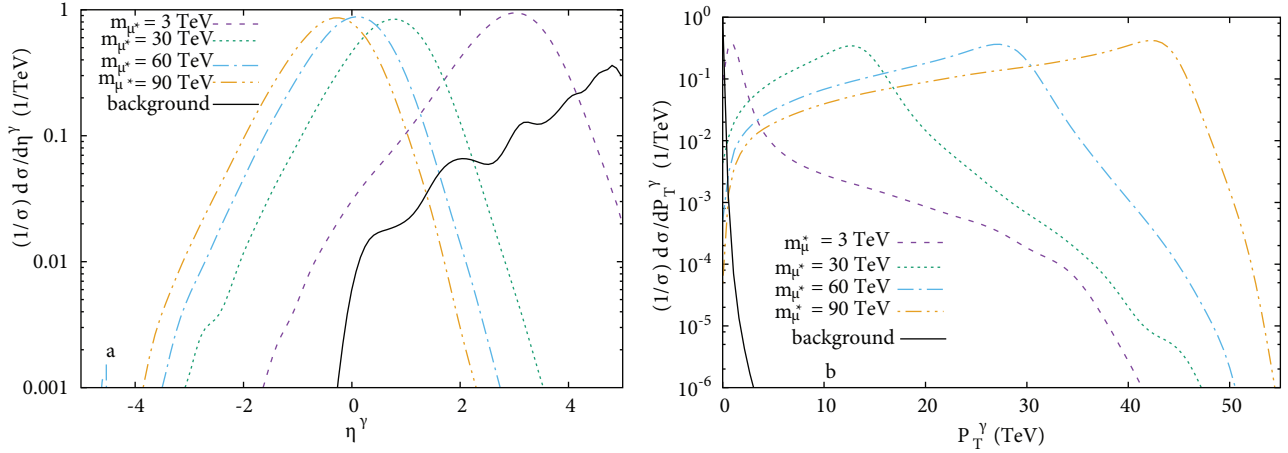 (1/σ) dσ/dη^γ (1/TeV)
1
0.1
0.01
0.001
m_μ* = 3 TeV
m_μ* = 30 TeV
m_μ* = 60 TeV
m_μ* = 90 TeV
background
a
-4
-2
0
2
4
η^γ
(1/σ) dσ/dP_T^γ (1/TeV)
10^0
10^-1
10^-2
10^-3
10^-4
10^-5
10^-6
m_μ^* = 3 TeV
m_μ* = 30 TeV
m_μ* = 60 TeV
m_μ^* = 90 TeV
background
b
0
10
20
30
40
50
P_T^γ (TeV)